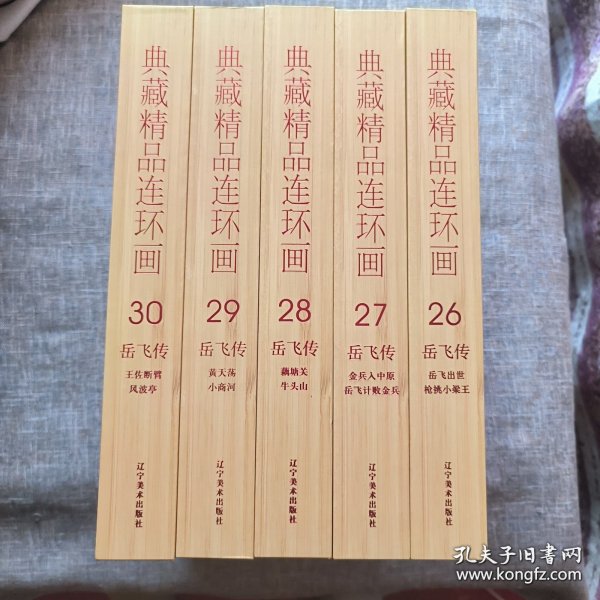 典藏精品连环画
30
岳飞传
王佐断臂
风波亭
辽宁美术出版社
典藏精品连环画
29
岳飞传
黄天荡
小商河
辽宁美术出版社
典藏精品连环画
28
岳飞传
藕塘关
牛头山
辽宁美术出版社
典藏精品连环画
27
岳飞传
金兵入中原
岳飞计败金兵
辽宁美术出版社
典藏精品连环画
26
岳飞传
岳飞出世
枪挑小梁王
辽宁美术出版社
孔夫子旧书网
www.kongfz.com